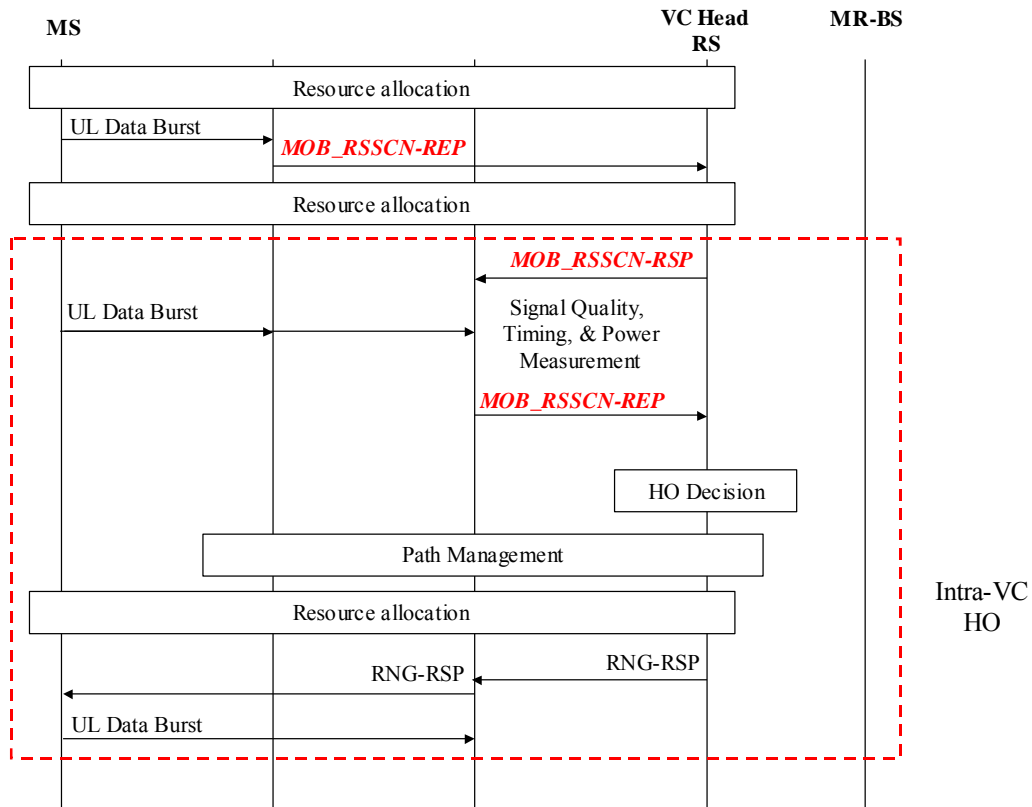 MS
VC Head
RS
MR-BS
Resource allocation
UL Data Burst
MOB_RSSCN-REP
Resource allocation
MOB_RSSCN-RSP
UL Data Burst
Signal Quality,
Timing, & Power
Measurement
MOB_RSSCN-REP
HO Decision
Path Management
Resource allocation
Intra-VC
HO
RNG-RSP
RNG-RSP
UL Data Burst